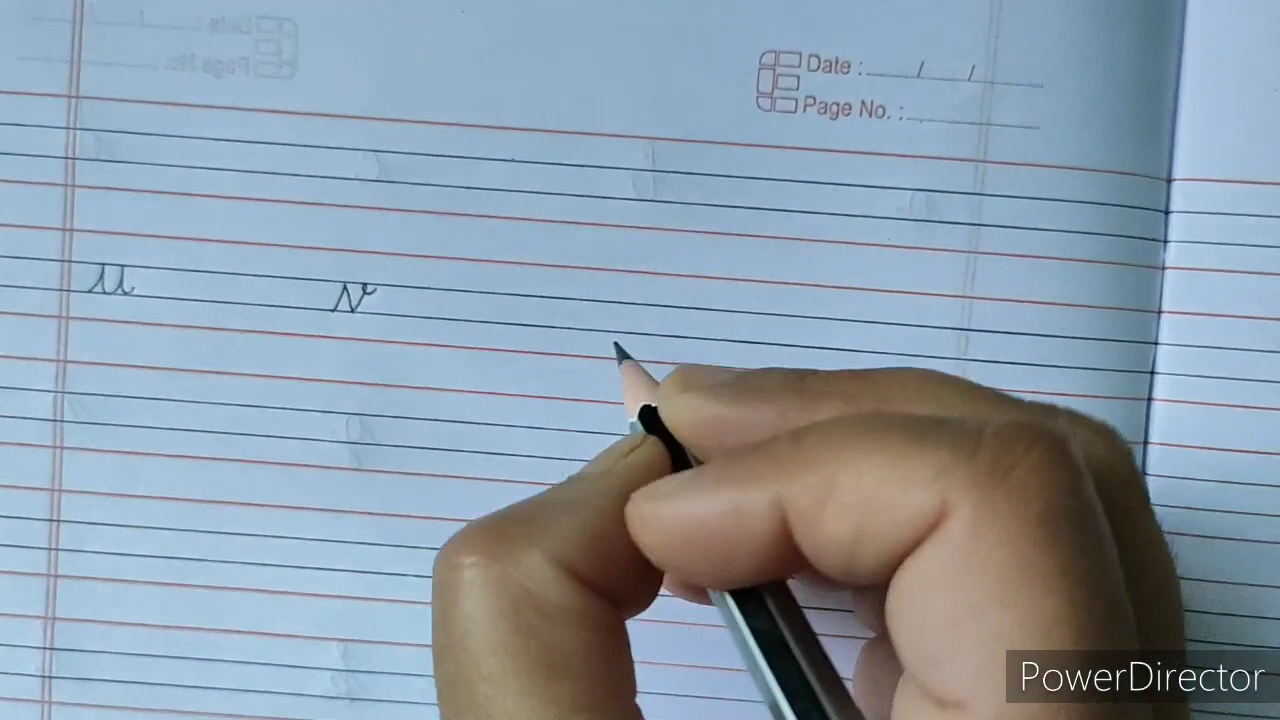 Date : / /
Page No. :
u v
PowerDirector